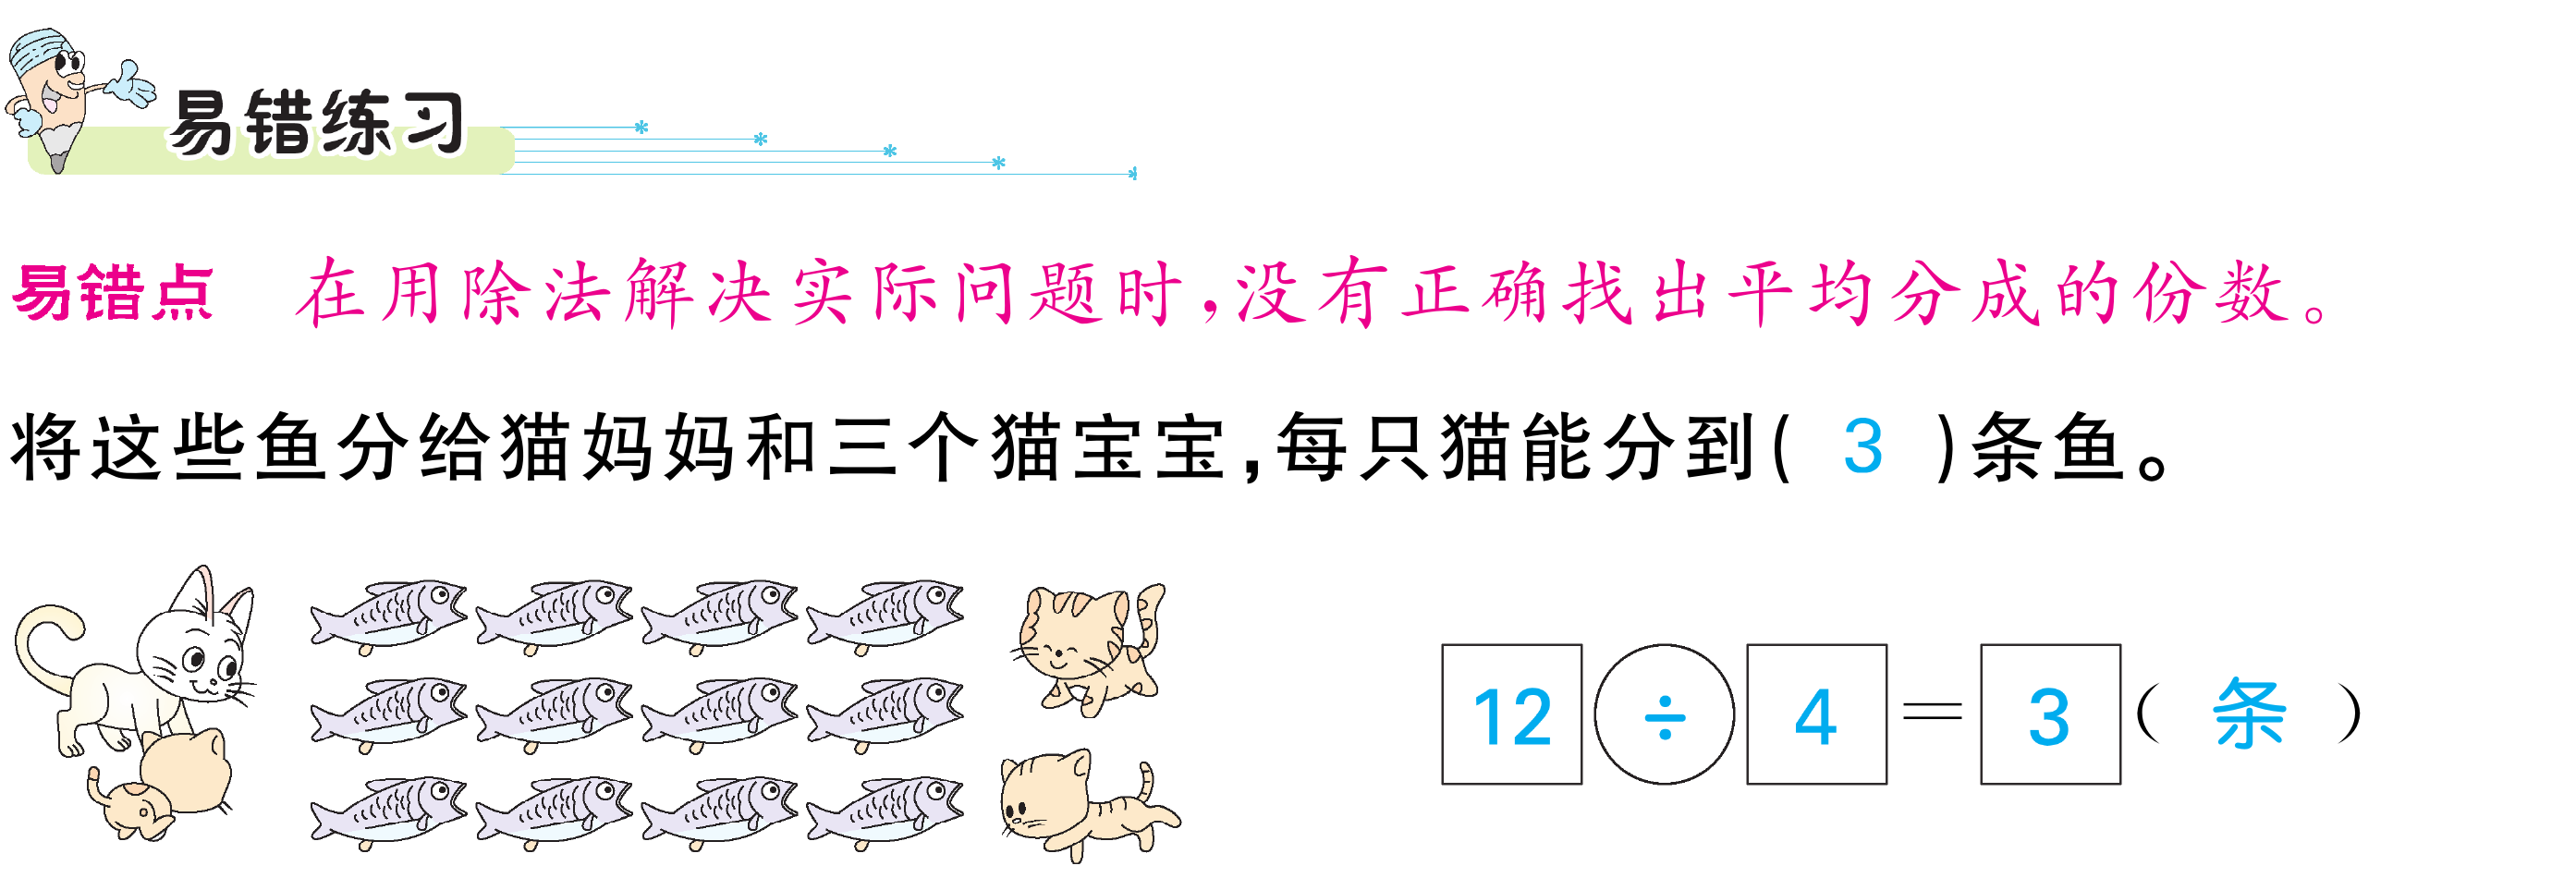 易错练习
易错点 在用除法解决实际问题时,没有正确找出平均分成的份数。
将这些鱼分给猫妈妈和三个猫宝宝,每只猫能分到( 3 )条鱼。
12 ÷ 4 = 3 ( 条 )